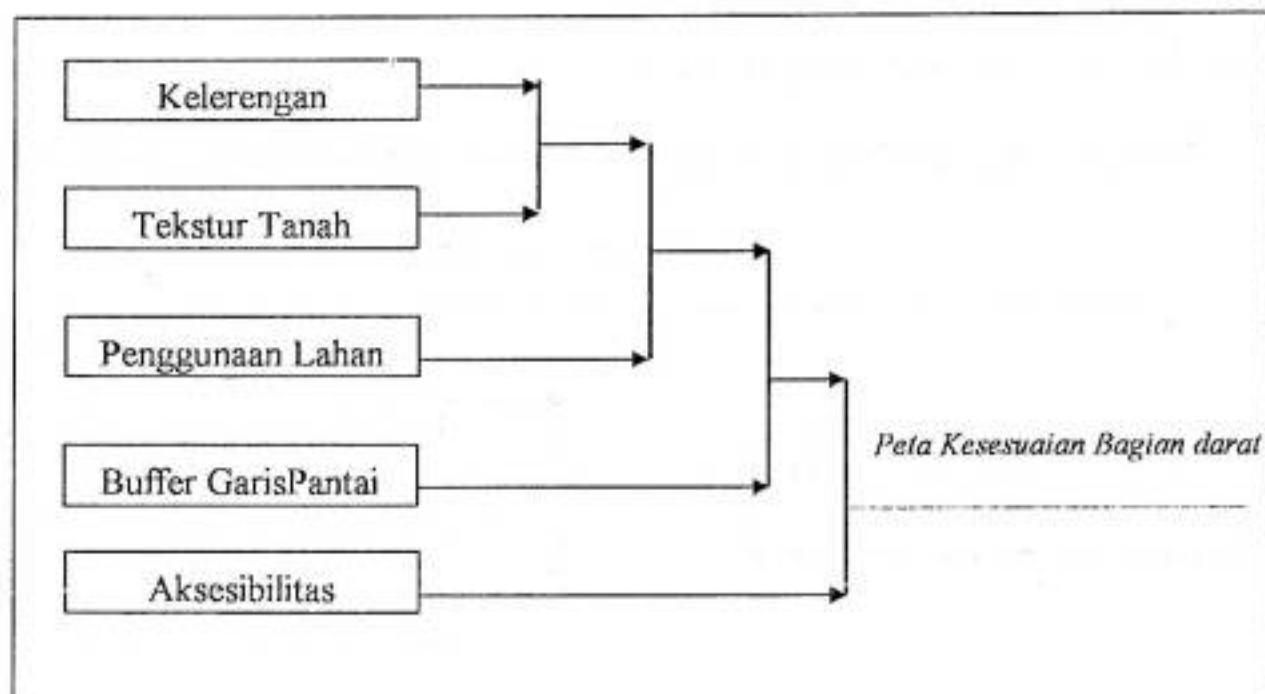 Kelerengan
Tekstur Tanah
Penggunaan Lahan
Buffer GarisPantai
Peta Kesesuaian Bagian darat
Aksesibilitas